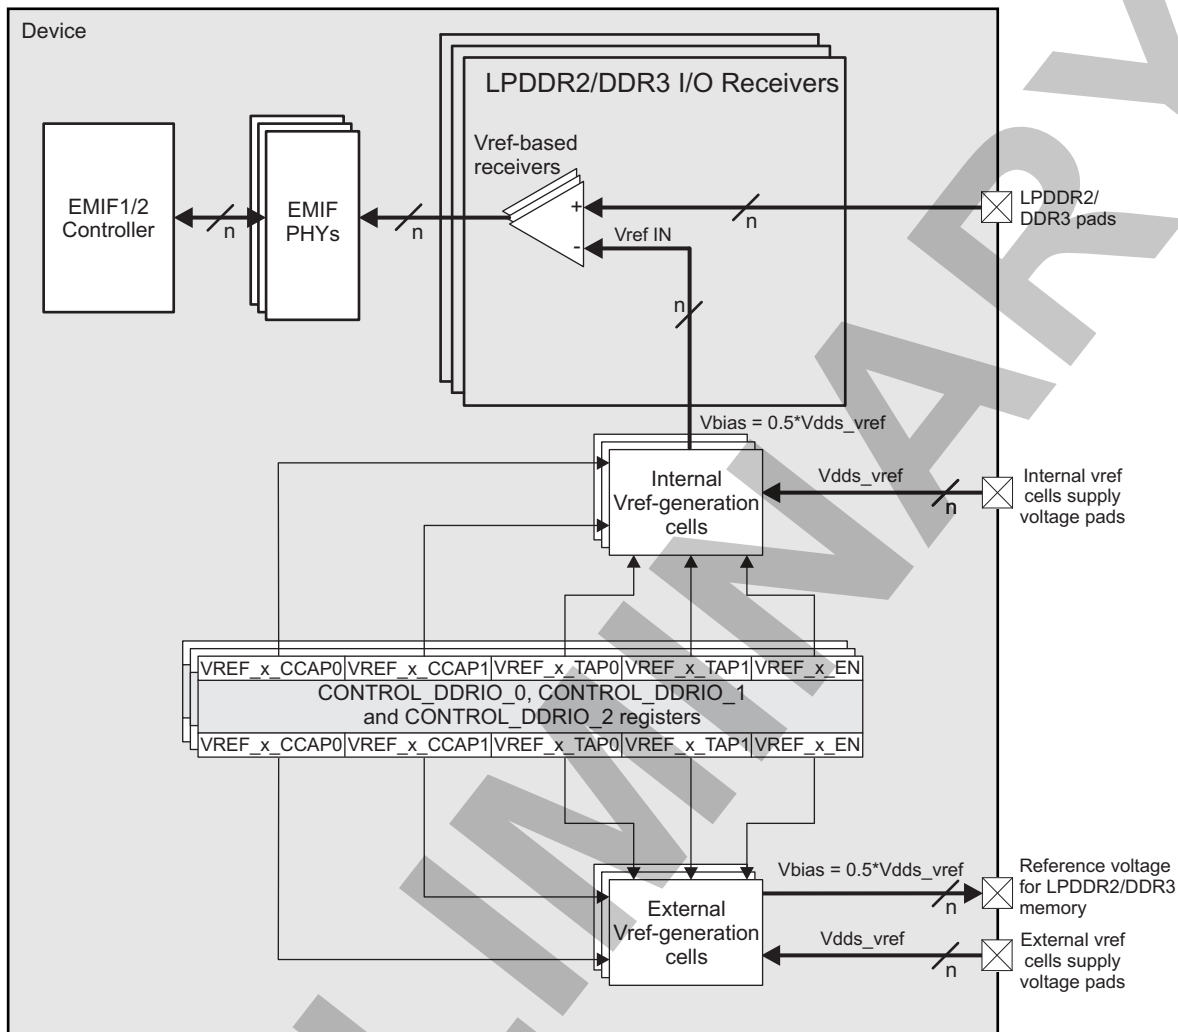 Device
LPDDR2/DDR3 I/O Receivers
Vref-based
receivers
EMIF1/2
Controller
n
EMIF
PHYs
n
+
-
Vref IN
n
n
LPDDR2/
DDR3 pads
Vbias = 0.5*Vdds_vref
Internal
Vref-generation
cells
Vdds_vref
n
Internal vref
cells supply
voltage pads
VREF_x_CCAP0 VREF_x_CCAP1 VREF_x_TAP0 VREF_x_TAP1 VREF_x_EN
CONTROL_DDRIO_0, CONTROL_DDRIO_1
and CONTROL_DDRIO_2 registers
VREF_x_CCAP0 VREF_x_CCAP1 VREF_x_TAP0 VREF_x_TAP1 VREF_x_EN
External
Vref-generation
cells
Vbias = 0.5*Vdds_vref
n
Reference voltage
for LPDDR2/DDR3
memory
Vdds_vref
n
External vref
cells supply
voltage pads
LIMINARY